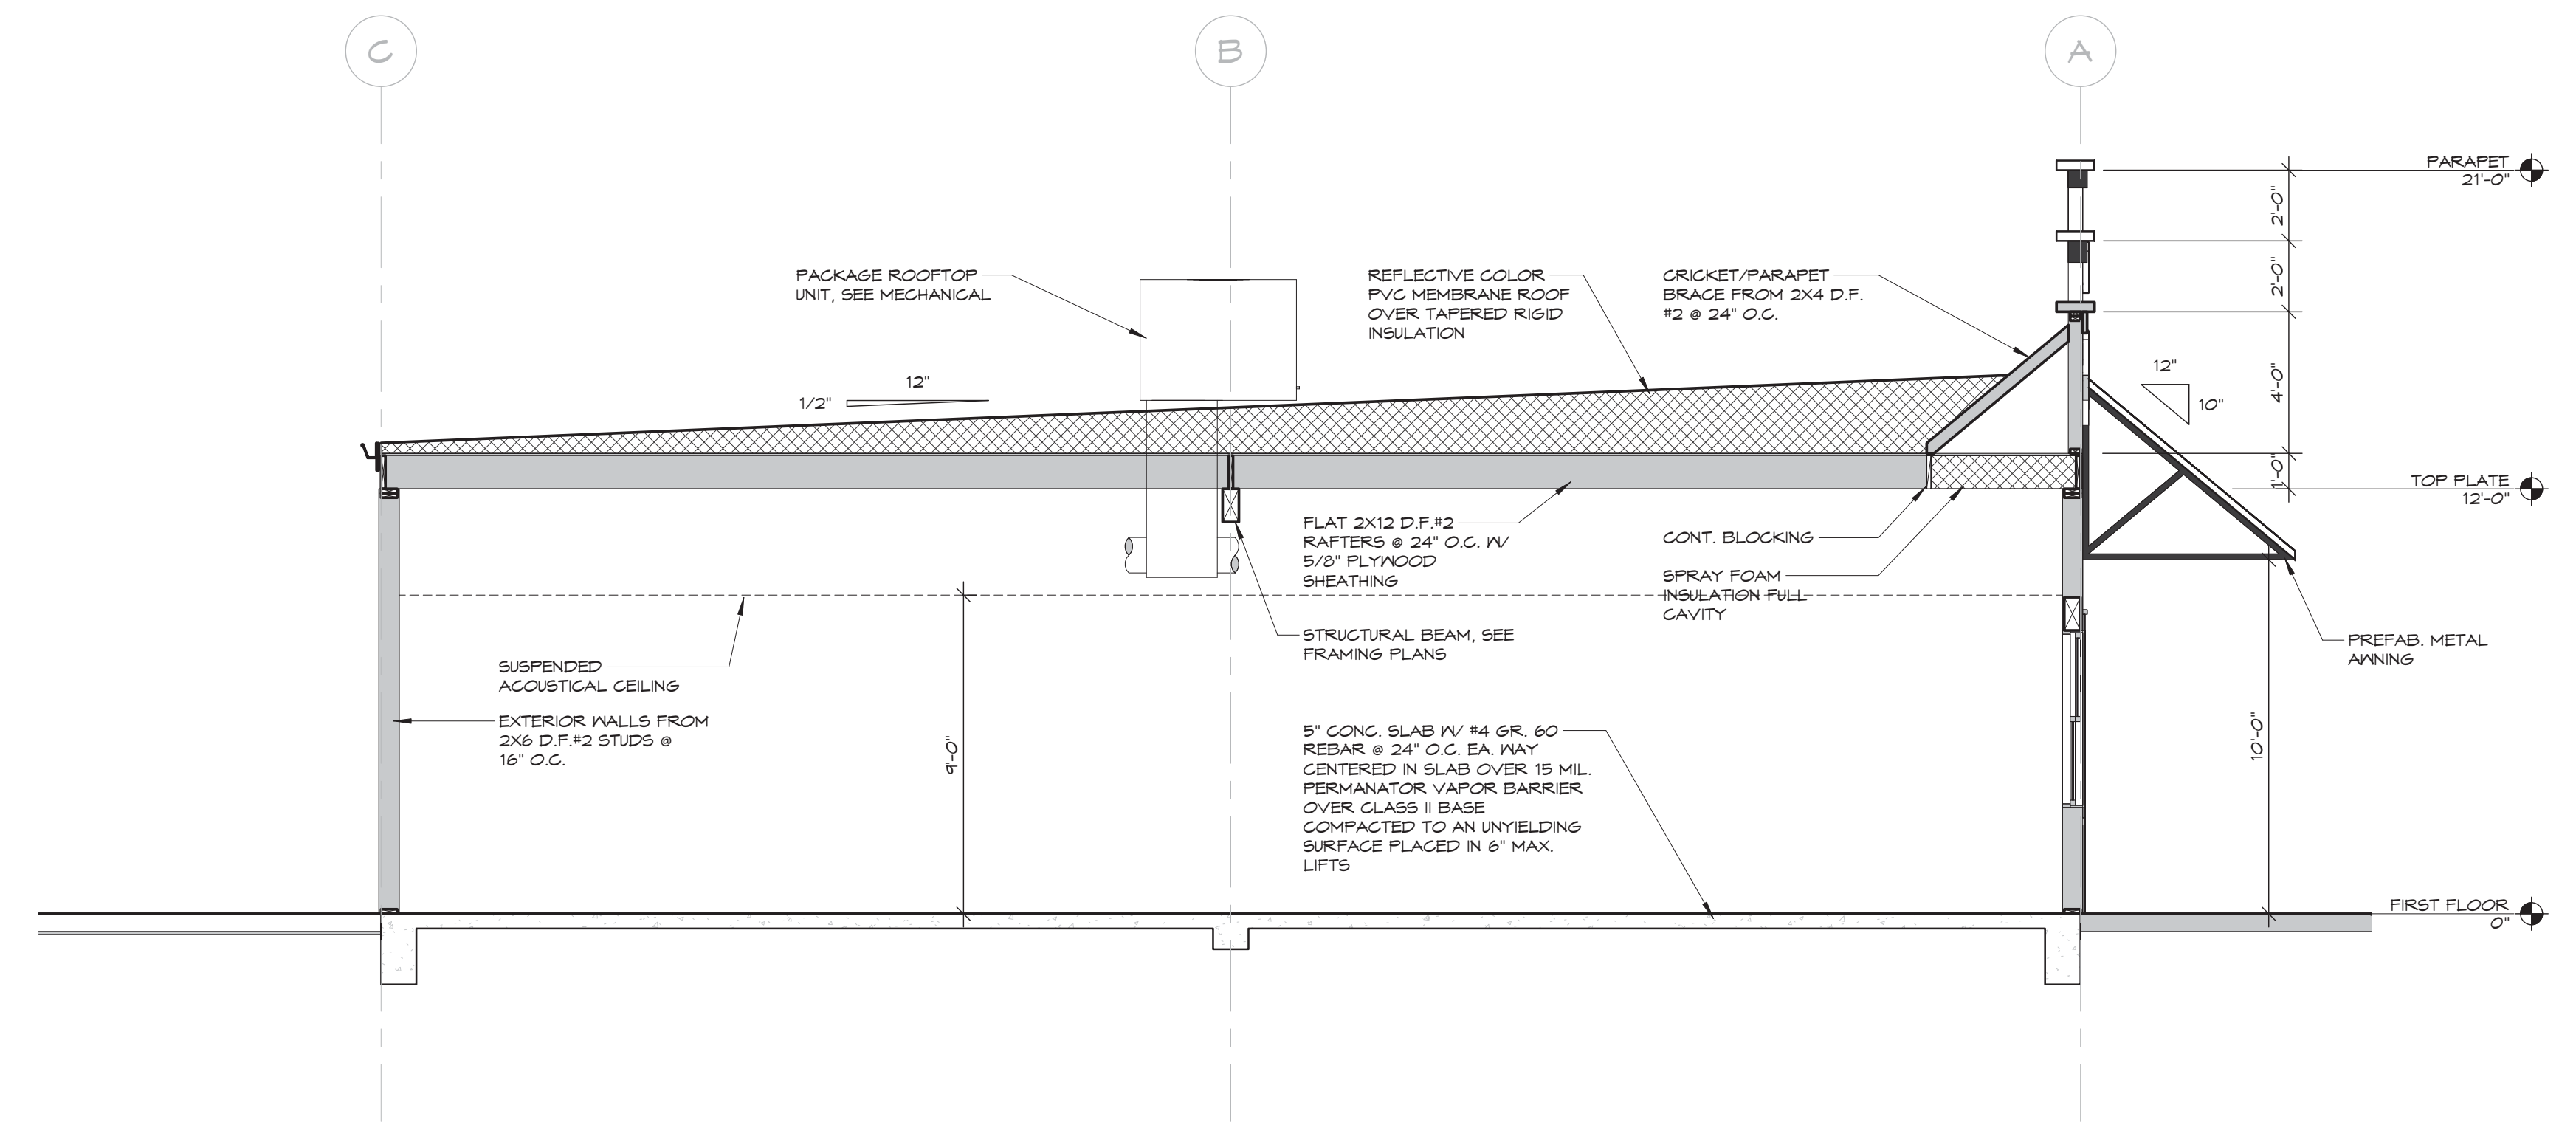 C
B
A
PARAPET
21'-0"
2'-0"
2'-0"
4'-0"
1'-0"
PACKAGE ROOFTOP
UNIT, SEE MECHANICAL
REFLECTIVE COLOR
PVC MEMBRANE ROOF
OVER TAPERED RIGID
INSULATION
CRICKET/PARAPET
BRACE FROM 2X4 D.F.
#2 @ 24" O.C.
12"
1/2"
12"
10"
TOP PLATE
12'-0"
FLAT 2X12 D.F.#2
RAFTERS @ 24" O.C. W/
5/8" PLYWOOD
SHEATHING
CONT. BLOCKING
SPRAY FOAM
INSULATION FULL
CAVITY
STRUCTURAL BEAM, SEE
FRAMING PLANS
PREFAB. METAL
AWNING
SUSPENDED
ACOUSTICAL CEILING
EXTERIOR WALLS FROM
2X6 D.F.#2 STUDS @
16" O.C.
9'-0"
5" CONC. SLAB W/ #4 GR. 60
REBAR @ 24" O.C. EA. WAY
CENTERED IN SLAB OVER 15 MIL.
PERMANATOR VAPOR BARRIER
OVER CLASS II BASE
COMPACTED TO AN UNYIELDING
SURFACE PLACED IN 6" MAX.
LIFTS
10'-0"
FIRST FLOOR
0"